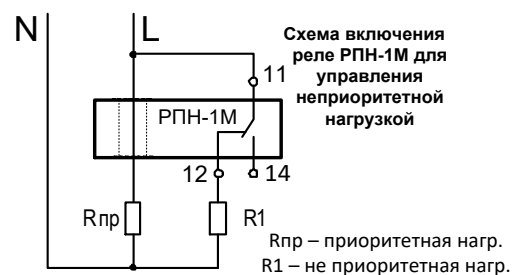 N L
Схема включения
реле РПН-1М для
управления
неприоритетной
нагрузкой
11
РПН-1М
12 14
Rпр R1
Rпр – приоритетная нагр.
R1 – не приоритетная нагр.